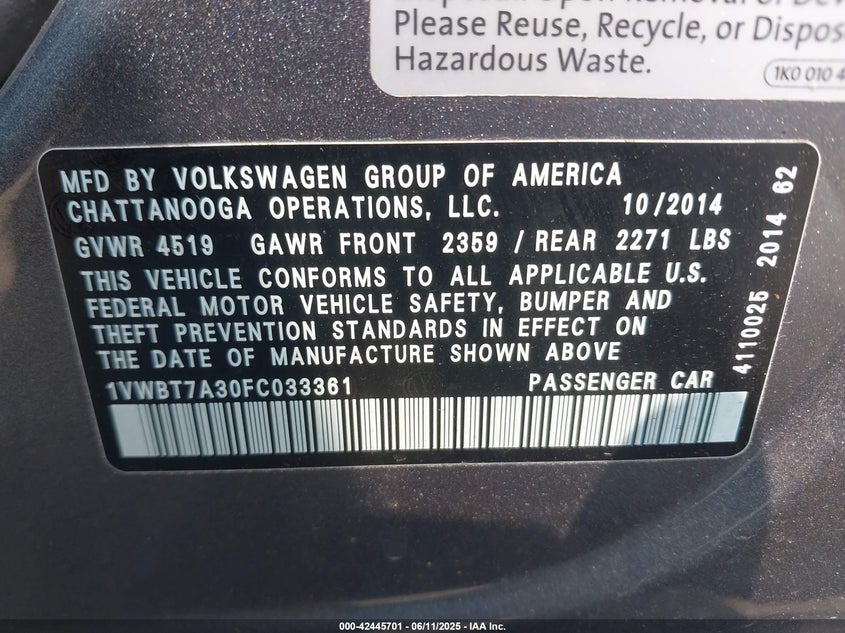 Please Reuse, Recycle, or Dispos
Hazardous Waste.
1K0 010 4
MFD BY VOLKSWAGEN GROUP OF AMERICA
CHATTANOOGA OPERATIONS, LLC. 10/2014
GVWR 4519 GAWR FRONT 2359 / REAR 2271 LBS
THIS VEHICLE CONFORMS TO ALL APPLICABLE U.S.
FEDERAL MOTOR VEHICLE SAFETY, BUMPER AND
THEFT PREVENTION STANDARDS IN EFFECT ON
THE DATE OF MANUFACTURE SHOWN ABOVE
1VWBT7A30FC033361 PASSENGER CAR
4110026 2014 62
000-42445701 - 06/11/2025 - IAA Inc.